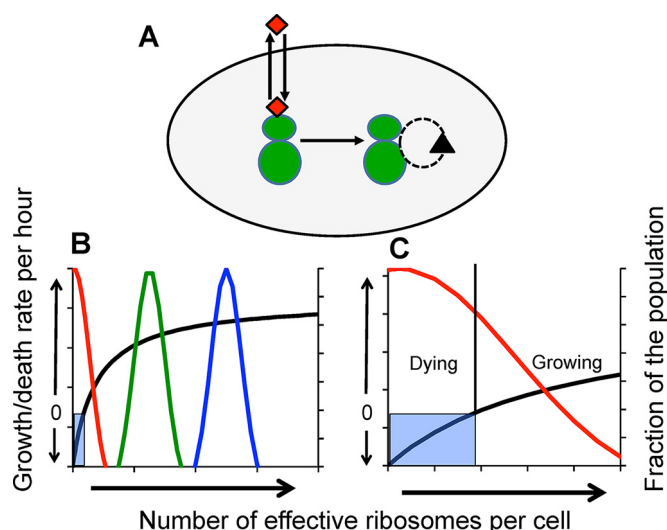 A
B
C
Growth/death rate per hour
0
Dying
Growing
0
Fraction of the population
Number of effective ribosomes per cell